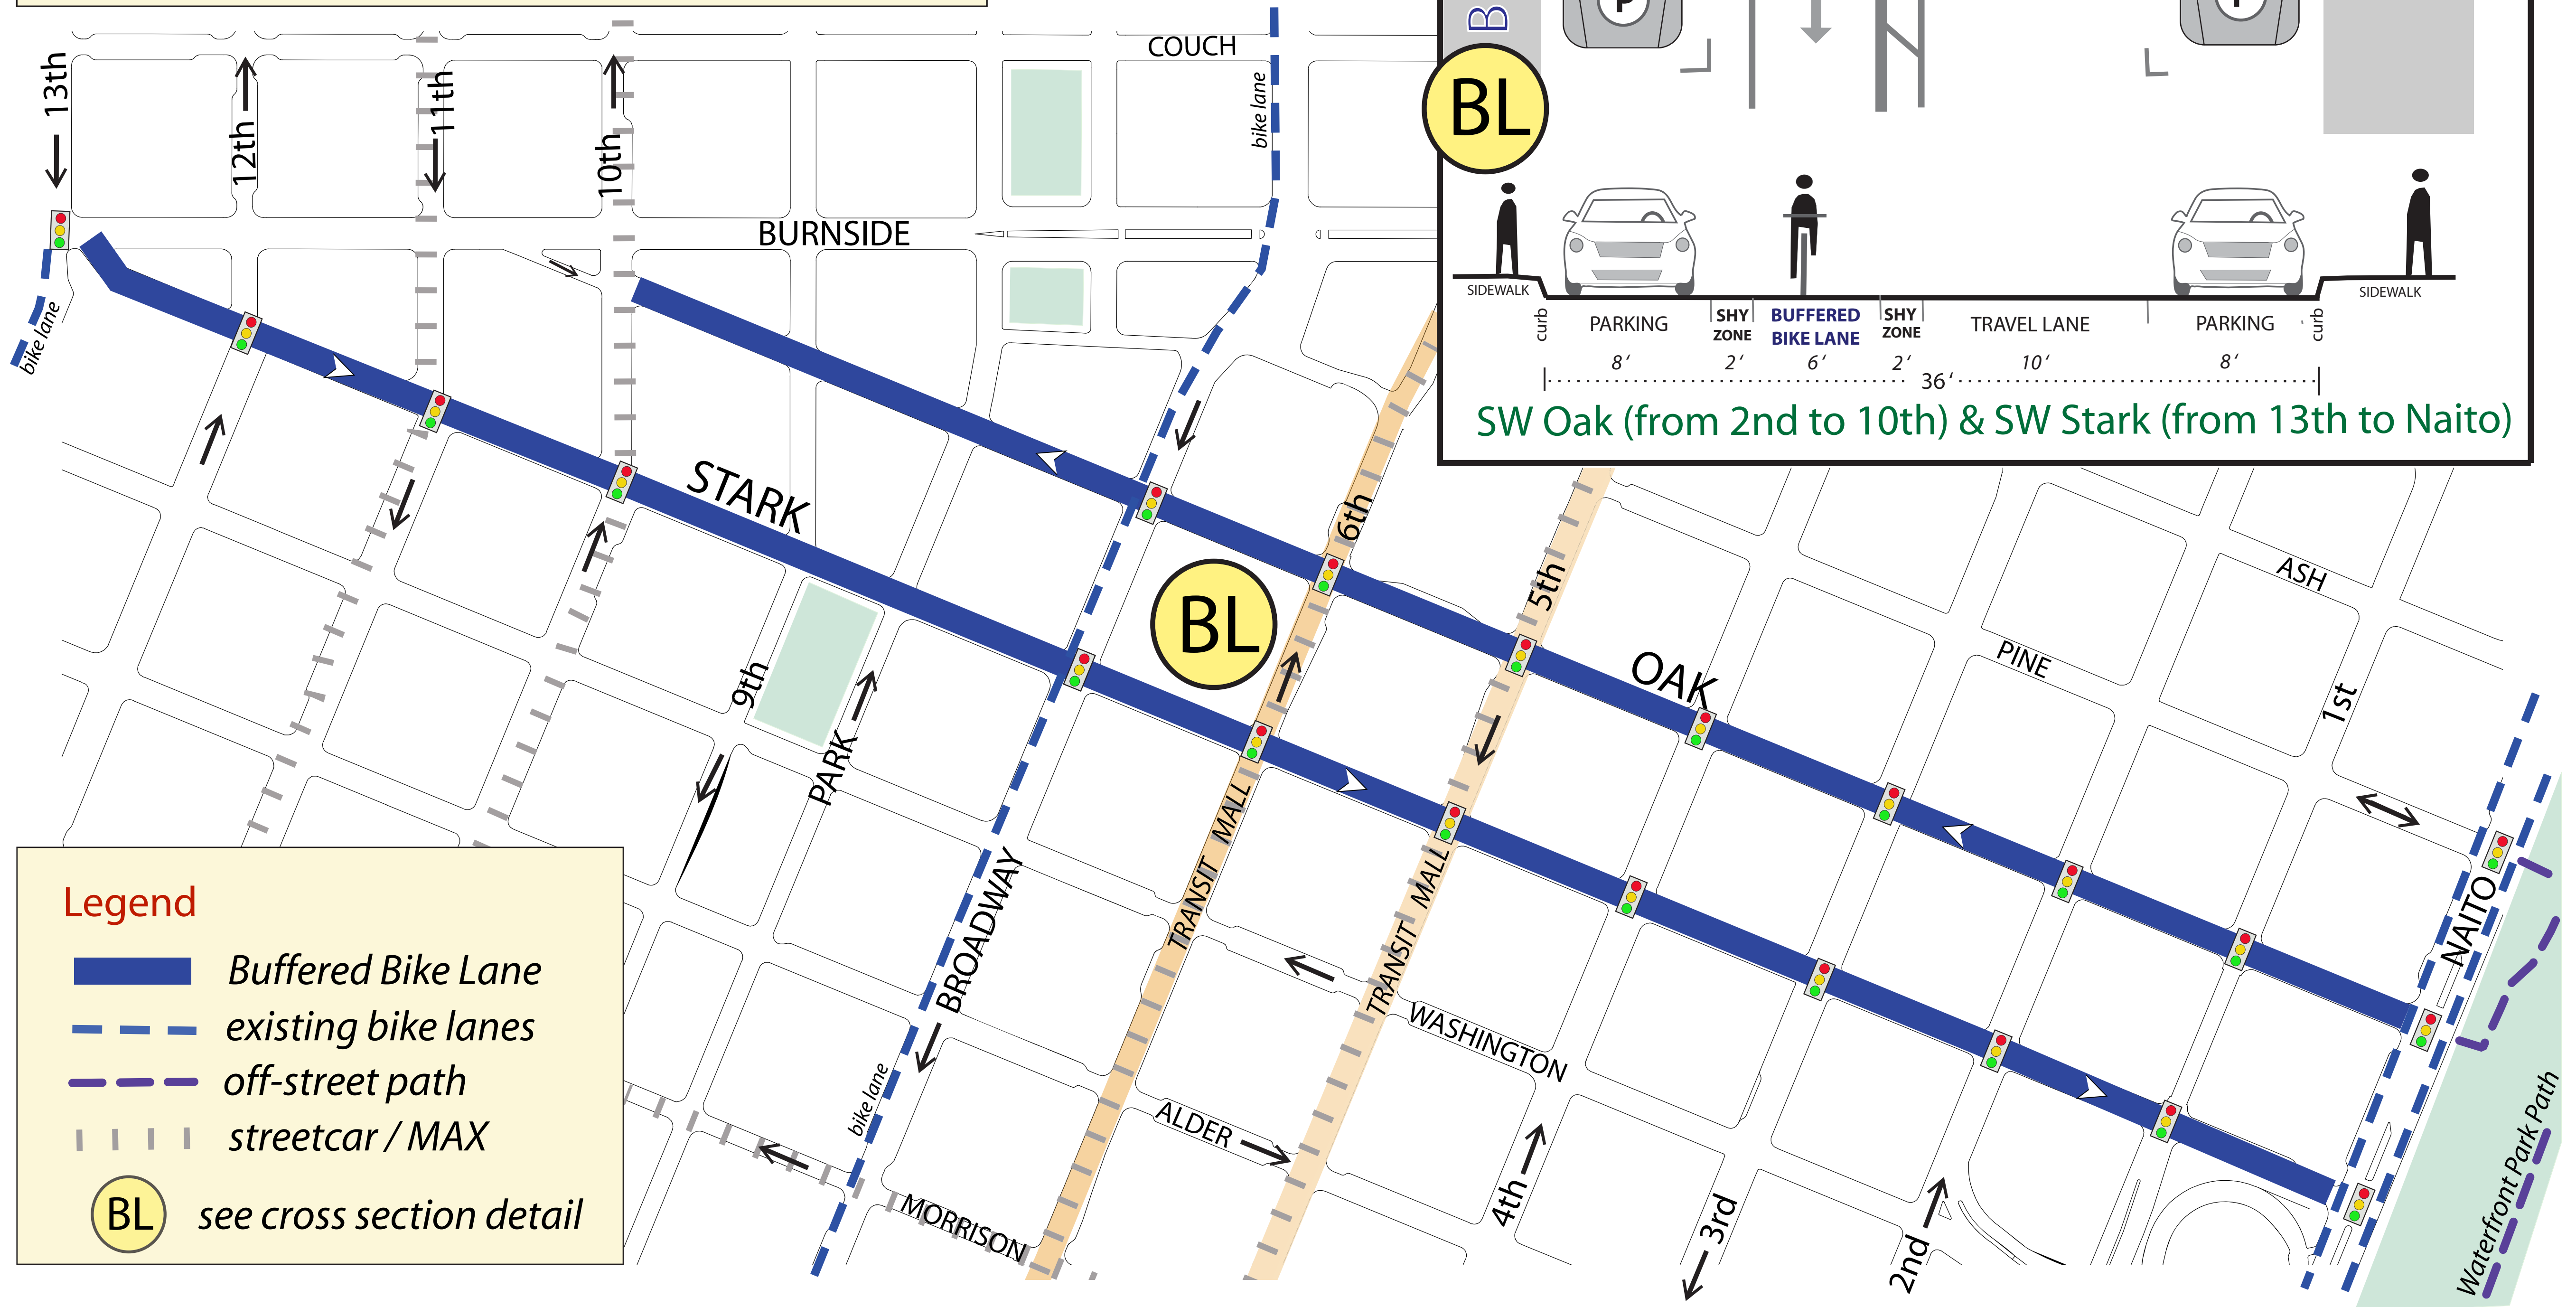 COUCH
13th
12th
11th
10th
bike lane
BURNSIDE
bike lane
B
P
BL
SIDEWALK
SIDEWALK
curb
PARKING
SHY
ZONE
BUFFERED
BIKE LANE
SHY
ZONE
TRAVEL LANE
PARKING
curb
8‘
2‘
6‘
2‘
10‘
8‘
36‘
SW Oak (from 2nd to 10th) & SW Stark (from 13th to Naito)
STARK
6th
5th
BL
OAK
ASH
PINE
1st
9th
PARK
TRANSIT MALL
TRANSIT MALL
BROADWAY
NAITO
WASHINGTON
bike lane
ALDER
MORRISON
4th
3rd
2nd
Waterfront Park Path
Legend
Buffered Bike Lane
existing bike lanes
off-street path
streetcar / MAX
BL
see cross section detail